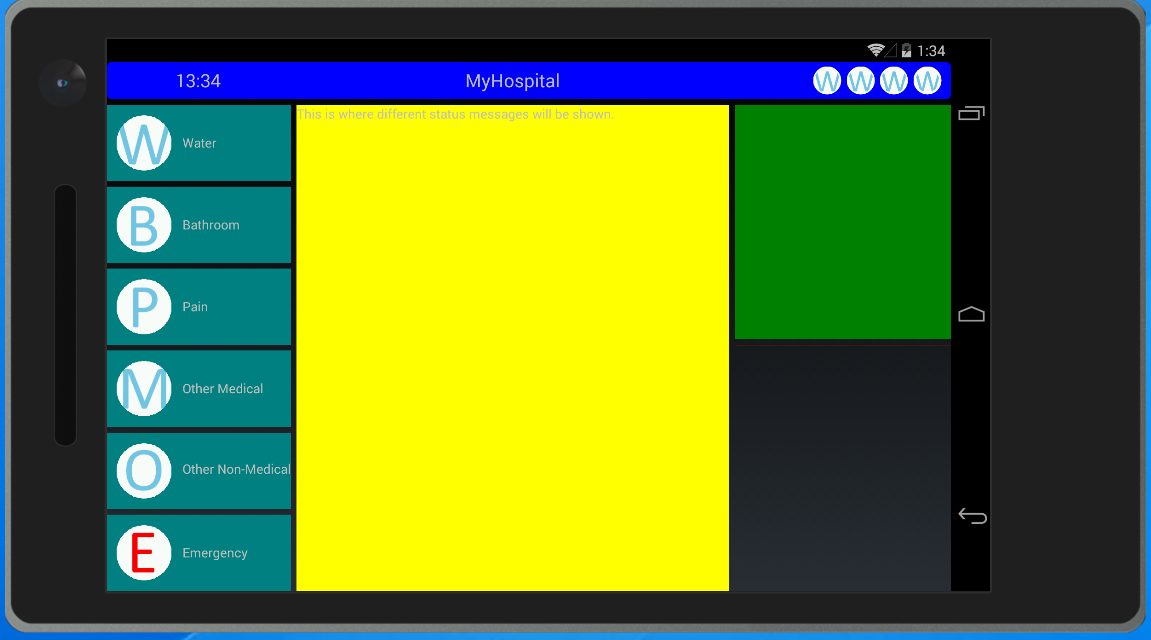 1:34
13:34 MyHospital W W W W
This is where different status messages will be shown.
W Water
B Bathroom
P Pain
M Other Medical
O Other Non-Medical
E Emergency